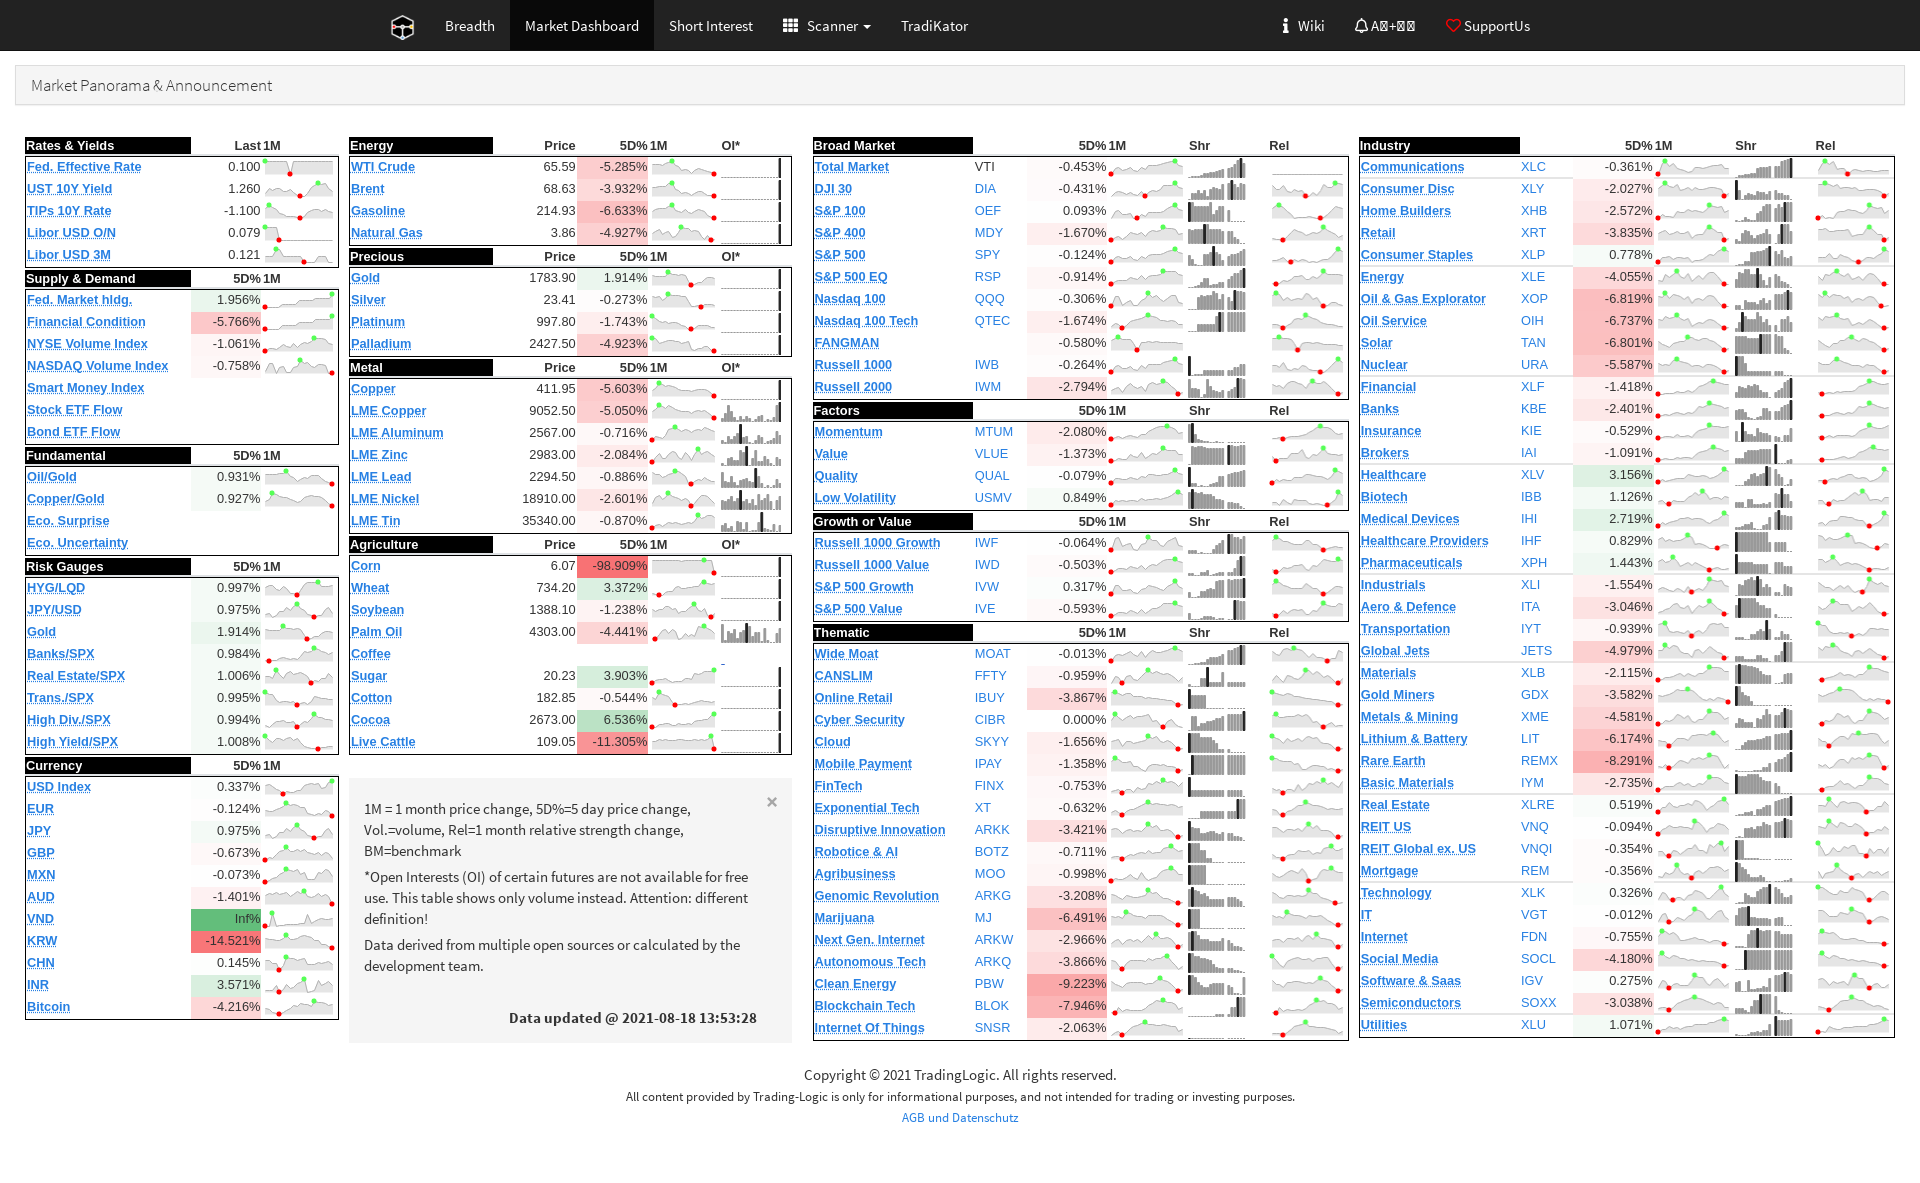 Breadth Market Dashboard Short Interest Scanner TradiKator Wiki SupportUs
Market Panorama & Announcement
Rates & Yields Last 1M
Fed. Effective Rate 0.100
UST 10Y Yield 1.260
TIPs 10Y Rate -1.100
Libor USD O/N 0.079
Libor USD 3M 0.121
Supply & Demand 5D% 1M
Fed. Market hldg. 1.956%
Financial Condition -5.766%
NYSE Volume Index -1.061%
NASDAQ Volume Index -0.758%
Smart Money Index
Stock ETF Flow
Bond ETF Flow
Fundamental 5D% 1M
Oil/Gold 0.931%
Copper/Gold 0.927%
Eco. Surprise
Eco. Uncertainty
Risk Gauges 5D% 1M
HYG/LQD 0.997%
JPY/USD 0.975%
Gold 1.914%
Banks/SPX 0.984%
Real Estate/SPX 1.006%
Trans./SPX 0.995%
High Div./SPX 0.994%
High Yield/SPX 1.008%
Currency 5D% 1M
USD Index 0.337%
EUR -0.124%
JPY 0.975%
GBP -0.673%
MXN -0.073%
AUD -1.401%
VND Inf%
KRW -14.521%
CHN 0.145%
INR 3.571%
Bitcoin -4.216%
Energy Price 5D% 1M OI*
WTI Crude 65.59 -5.285%
Brent 68.63 -3.932%
Gasoline 214.93 -6.633%
Natural Gas 3.86 -4.927%
Precious Price 5D% 1M OI*
Gold 1783.90 1.914%
Silver 23.41 -0.273%
Platinum 997.80 -1.743%
Palladium 2427.50 -4.923%
Metal Price 5D% 1M OI*
Copper 411.95 -5.603%
LME Copper 9052.50 -5.050%
LME Aluminum 2567.00 -0.716%
LME Zinc 2983.00 -2.084%
LME Lead 2294.50 -0.886%
LME Nickel 18910.00 -2.601%
LME Tin 35340.00 -0.870%
Agriculture Price 5D% 1M OI*
Corn 6.07 -98.909%
Wheat 734.20 3.372%
Soybean 1388.10 -1.238%
Palm Oil 4303.00 -4.441%
Coffee -
Sugar 20.23 3.903%
Cotton 182.85 -0.544%
Cocoa 2673.00 6.536%
Live Cattle 109.05 -11.305%
×
1M = 1 month price change, 5D%=5 day price change,
Vol.=volume, Rel=1 month relative strength change,
BM=benchmark
*Open Interests (OI) of certain futures are not available for free
use. This table shows only volume instead. Attention: different
definition!
Data derived from multiple open sources or calculated by the
development team.
Data updated @ 2021-08-18 13:53:28
Broad Market 5D% 1M Shr Rel
Total Market VTI -0.453%
DJI 30 DIA -0.431%
S&P 100 OEF 0.093%
S&P 400 MDY -1.670%
S&P 500 SPY -0.124%
S&P 500 EQ RSP -0.914%
Nasdaq 100 QQQ -0.306%
Nasdaq 100 Tech QTEC -1.674%
FANGMAN -0.580%
Russell 1000 IWB -0.264%
Russell 2000 IWM -2.794%
Factors 5D% 1M Shr Rel
Momentum MTUM -2.080%
Value VLUE -1.373%
Quality QUAL -0.079%
Low Volatility USMV 0.849%
Growth or Value 5D% 1M Shr Rel
Russell 1000 Growth IWF -0.064%
Russell 1000 Value IWD -0.503%
S&P 500 Growth IVW 0.317%
S&P 500 Value IVE -0.593%
Thematic 5D% 1M Shr Rel
Wide Moat MOAT -0.013%
CANSLIM FFTY -0.959%
Online Retail IBUY -3.867%
Cyber Security CIBR 0.000%
Cloud SKYY -1.656%
Mobile Payment IPAY -1.358%
FinTech FINX -0.753%
Exponential Tech XT -0.632%
Disruptive Innovation ARKK -3.421%
Robotice & AI BOTZ -0.711%
Agribusiness MOO -0.998%
Genomic Revolution ARKG -3.208%
Marijuana MJ -6.491%
Next Gen. Internet ARKW -2.966%
Autonomous Tech ARKQ -3.866%
Clean Energy PBW -9.223%
Blockchain Tech BLOK -7.946%
Internet Of Things SNSR -2.063%
Industry 5D% 1M Shr Rel
Communications XLC -0.361%
Consumer Disc XLY -2.027%
Home Builders XHB -2.572%
Retail XRT -3.835%
Consumer Staples XLP 0.778%
Energy XLE -4.055%
Oil & Gas Explorator XOP -6.819%
Oil Service OIH -6.737%
Solar TAN -6.801%
Nuclear URA -5.587%
Financial XLF -1.418%
Banks KBE -2.401%
Insurance KIE -0.529%
Brokers IAI -1.091%
Healthcare XLV 3.156%
Biotech IBB 1.126%
Medical Devices IHI 2.719%
Healthcare Providers IHF 0.829%
Pharmaceuticals XPH 1.443%
Industrials XLI -1.554%
Aero & Defence ITA -3.046%
Transportation IYT -0.939%
Global Jets JETS -4.979%
Materials XLB -2.115%
Gold Miners GDX -3.582%
Metals & Mining XME -4.581%
Lithium & Battery LIT -6.174%
Rare Earth REMX -8.291%
Basic Materials IYM -2.735%
Real Estate XLRE 0.519%
REIT US VNQ -0.094%
REIT Global ex. US VNQI -0.354%
Mortgage REM -0.356%
Technology XLK 0.326%
IT VGT -0.012%
Internet FDN -0.755%
Social Media SOCL -4.180%
Software & Saas IGV 0.275%
Semiconductors SOXX -3.038%
Utilities XLU 1.071%
Copyright © 2021 TradingLogic. All rights reserved.
All content provided by Trading-Logic is only for informational purposes, and not intended for trading or investing purposes.
AGB und Datenschutz